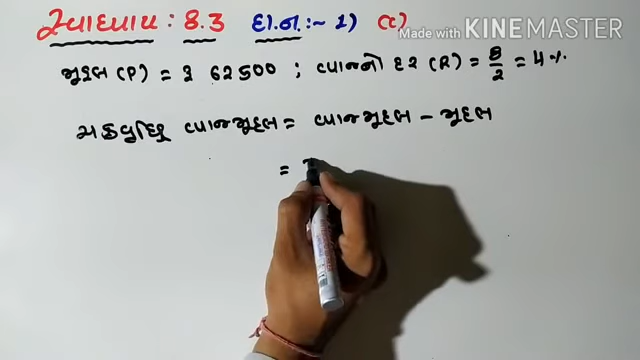 સ્વાધ્યાય : 8.3 દા.ન. :~ 1) (c)
Made with KINEMASTER
મુદ્દલ (P) = ₹ 62500 ; વ્યાજનો દર (R) = 8/2 = 4 %
ચક્રવૃદ્ધિ વ્યાજમુદ્દલ = વ્યાજમુદ્દલ - મુદ્દલ
=